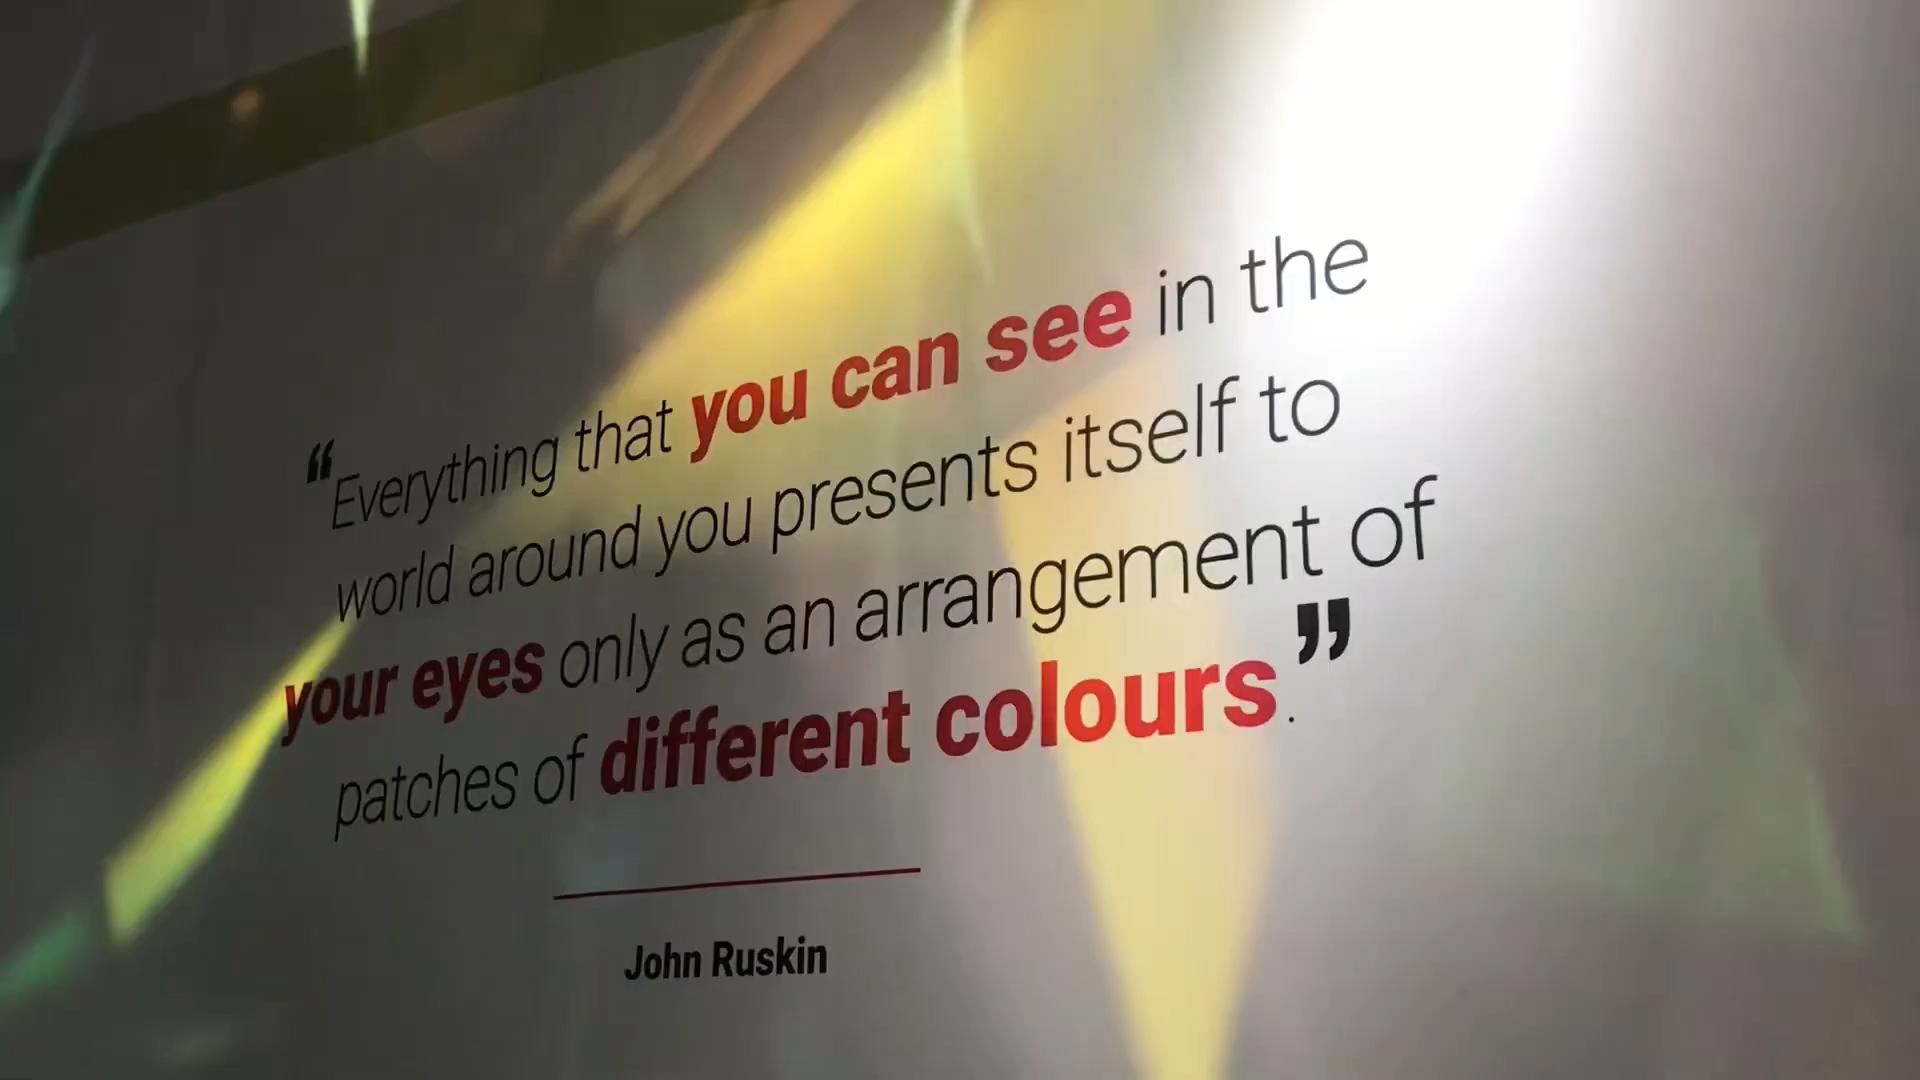 “Everything that you can see in the
world around you presents itself to
your eyes only as an arrangement of
patches of different colours”.
John Ruskin